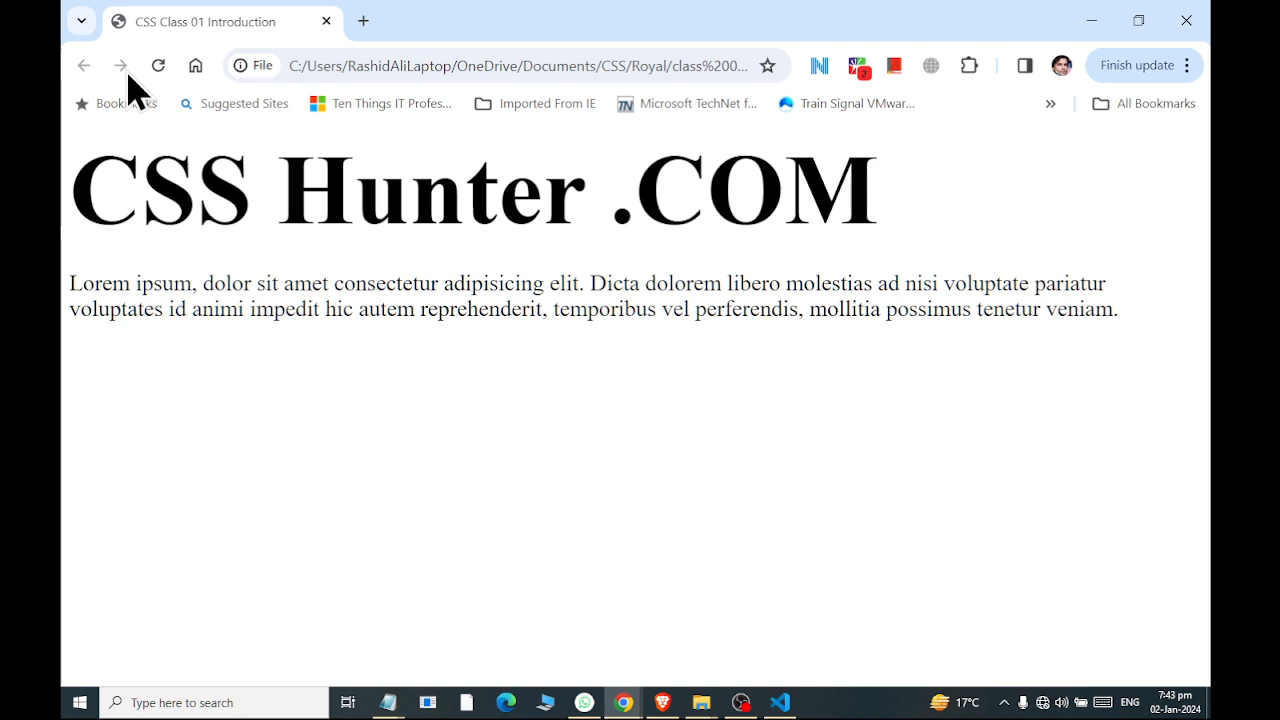 CSS Class 01 Introduction
File C:/Users/RashidAliLaptop/OneDrive/Documents/CSS/Royal/class%200...
2
Finish update
Suggested Sites Ten Things IT Profes... Imported From IE Microsoft TechNet f... Train Signal VMwar... » All Bookmarks
CSS Hunter .COM
Lorem ipsum, dolor sit amet consectetur adipisicing elit. Dicta dolorem libero molestias ad nisi voluptate pariatur
voluptates id animi impedit hic autem reprehenderit, temporibus vel perferendis, mollitia possimus tenetur veniam.
Type here to search
17°C
ENG
7:43 pm
02-Jan-2024